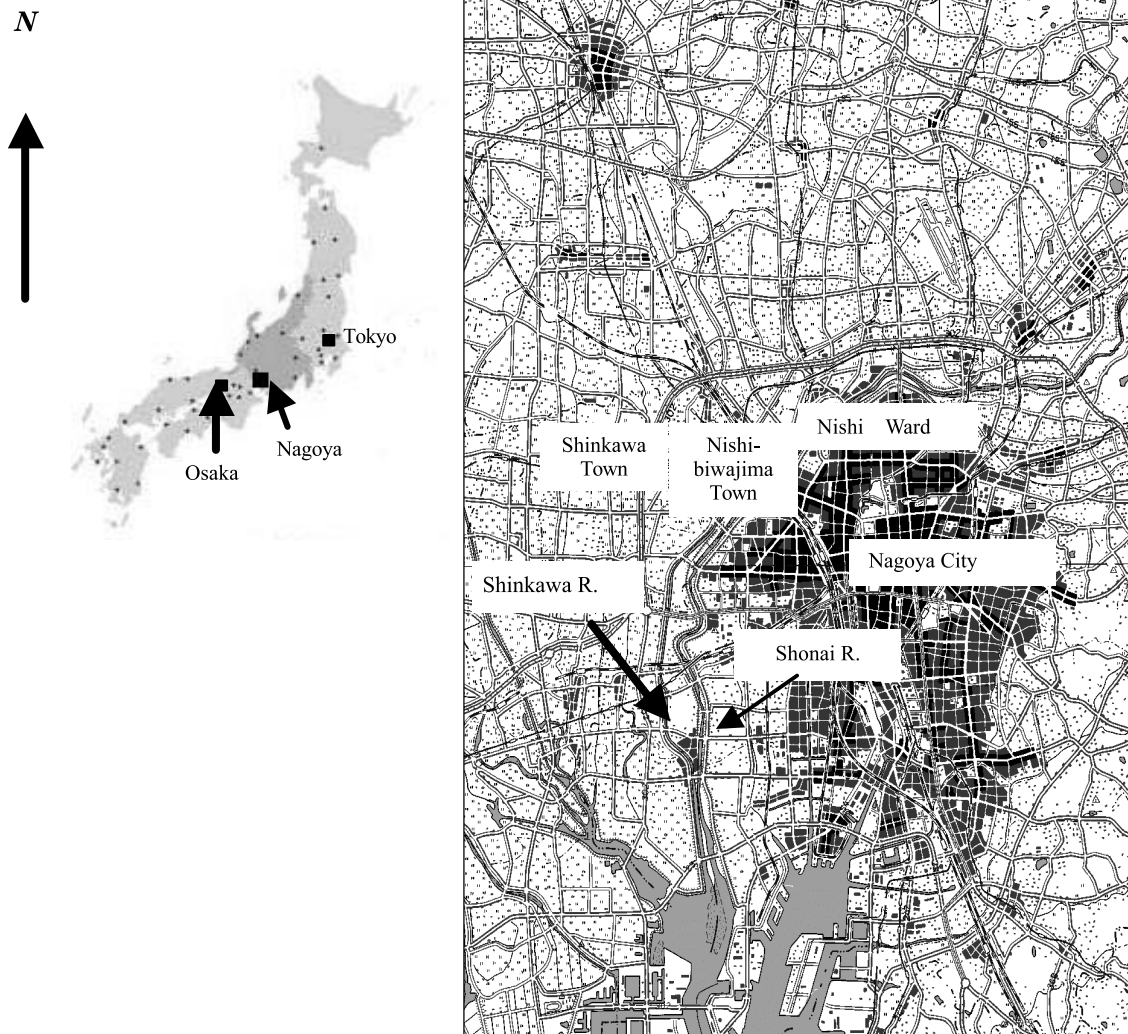 N
Tokyo
Nagoya
Osaka
Nishi Ward
Shinkawa
Town
Nishi-
biwajima
Town
Nagoya City
Shinkawa R.
Shonai R.